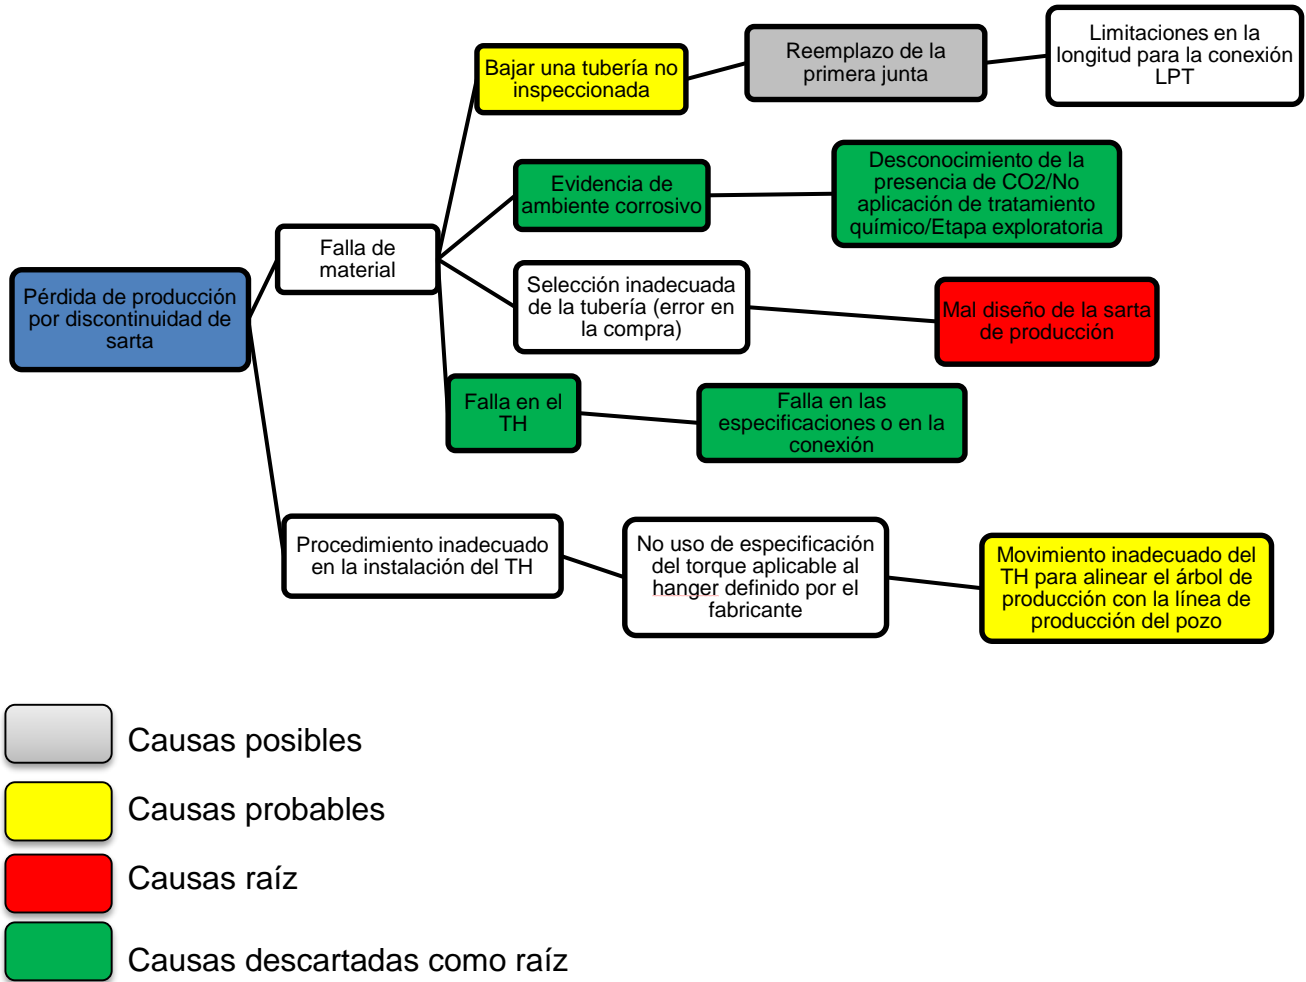 Bajar una tubería no
inspeccionada
Reemplazo de la
primera junta
Limitaciones en la
longitud para la conexión
LPT
Evidencia de
ambiente corrosivo
Desconocimiento de la
presencia de CO2/No
aplicación de tratamiento
químico/Etapa exploratoria
Falla de
material
Pérdida de producción
por discontinuidad de
sarta
Selección inadecuada
de la tubería (error en
la compra)
Mal diseño de la sarta
de producción
Falla en el
TH
Falla en las
especificaciones o en la
conexión
Procedimiento inadecuado
en la instalación del TH
No uso de especificación
del torque aplicable al
hanger definido por el
fabricante
Movimiento inadecuado del
TH para alinear el árbol de
producción con la línea de
producción del pozo
Causas posibles
Causas probables
Causas raíz
Causas descartadas como raíz